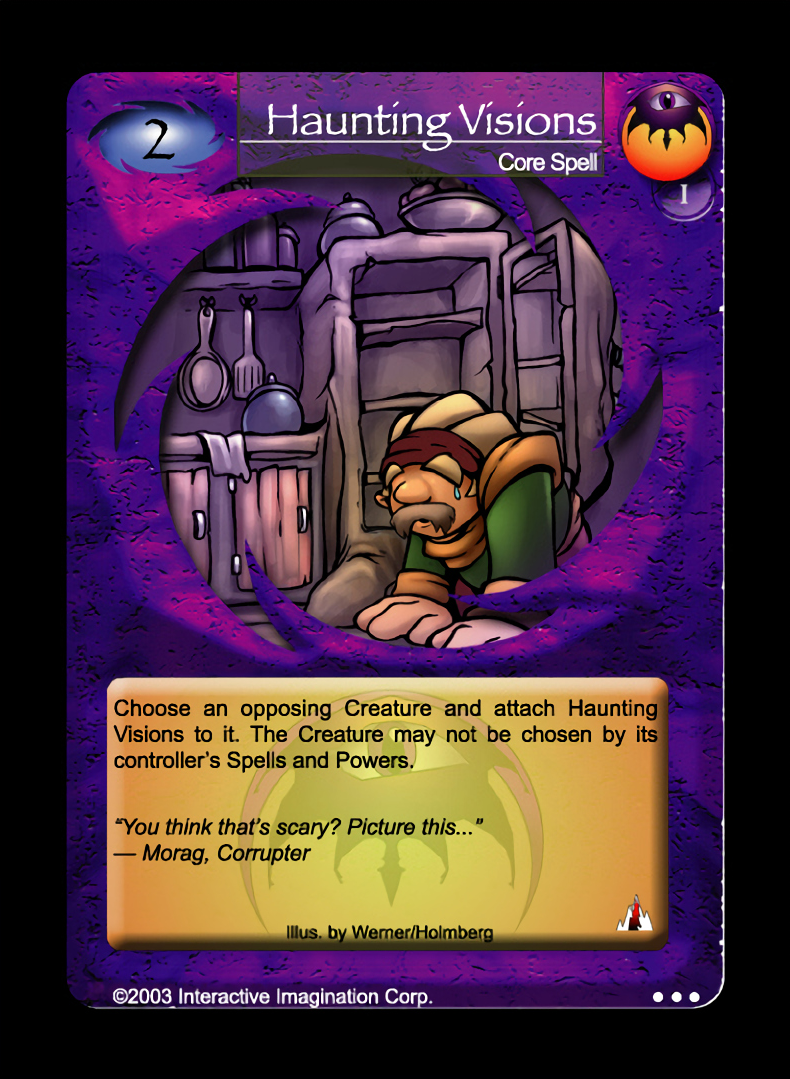 2
Haunting Visions
Core Spell
I
Choose an opposing Creature and attach Haunting
Visions to it. The Creature may not be chosen by its
controller's Spells and Powers.
“You think that's scary? Picture this...”
— Morag, Corrupter
Illus. by Werner/Holmberg
©2003 Interactive Imagination Corp.